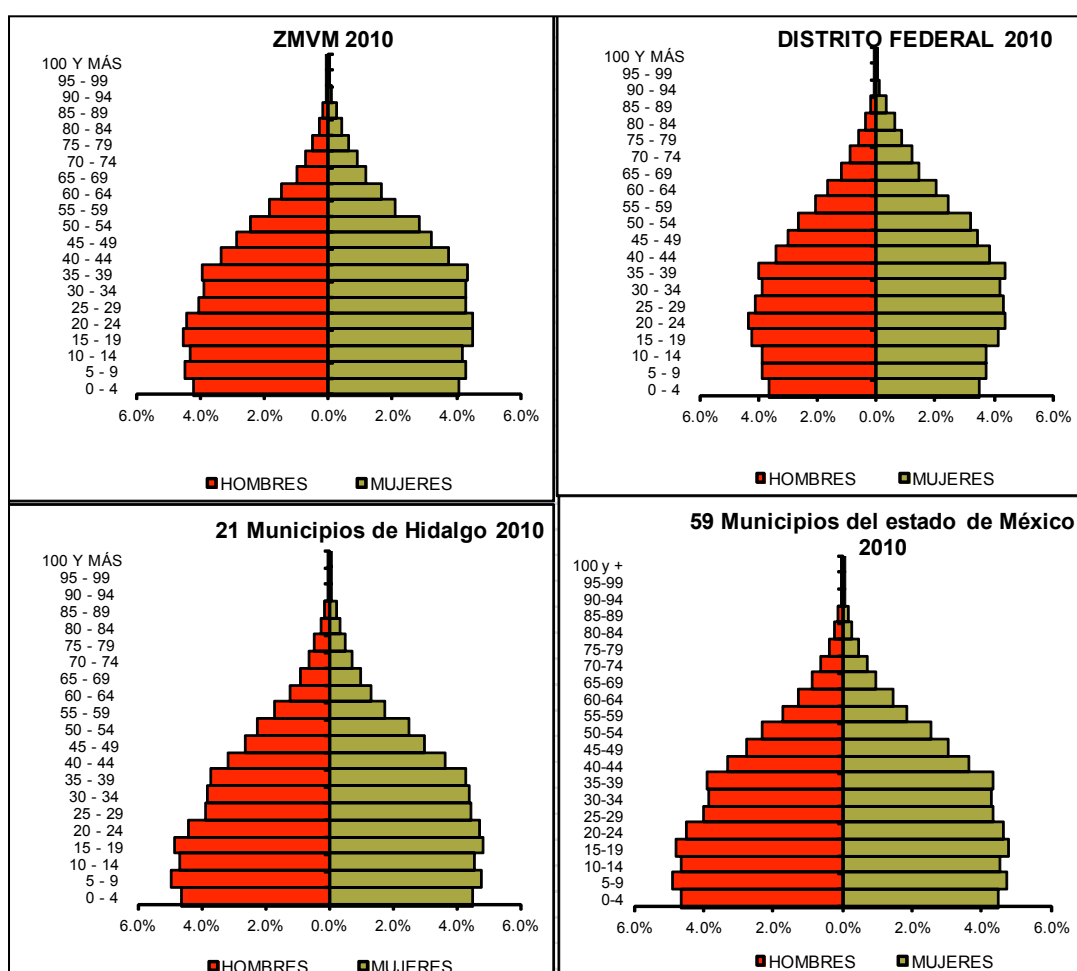 ZMVM 2010
100 Y MÁS
95 - 99
90 - 94
85 - 89
80 - 84
75 - 79
70 - 74
65 - 69
60 - 64
55 - 59
50 - 54
45 - 49
40 - 44
35 - 39
30 - 34
25 - 29
20 - 24
15 - 19
10 - 14
5 - 9
0 - 4
6.0% 4.0% 2.0% 0.0% 2.0% 4.0% 6.0%
HOMBRES MUJERES
DISTRITO FEDERAL 2010
100 Y MÁS
95 - 99
90 - 94
85 - 89
80 - 84
75 - 79
70 - 74
65 - 69
60 - 64
55 - 59
50 - 54
45 - 49
40 - 44
35 - 39
30 - 34
25 - 29
20 - 24
15 - 19
10 - 14
5 - 9
0 - 4
6.0% 4.0% 2.0% 0.0% 2.0% 4.0% 6.0%
HOMBRES MUJERES
21 Municipios de Hidalgo 2010
100 Y MÁS
95 - 99
90 - 94
85 - 89
80 - 84
75 - 79
70 - 74
65 - 69
60 - 64
55 - 59
50 - 54
45 - 49
40 - 44
35 - 39
30 - 34
25 - 29
20 - 24
15 - 19
10 - 14
5 - 9
0 - 4
6.0% 4.0% 2.0% 0.0% 2.0% 4.0% 6.0%
HOMBRES MUJERES
59 Municipios del estado de México
2010
100 y +
95-99
90-94
85-89
80-84
75-79
70-74
65-69
60-64
55-59
50-54
45-49
40-44
35-39
30-34
25-29
20-24
15-19
10-14
5-9
0-4
6.0% 4.0% 2.0% 0.0% 2.0% 4.0% 6.0%
HOMBRES MUJERES